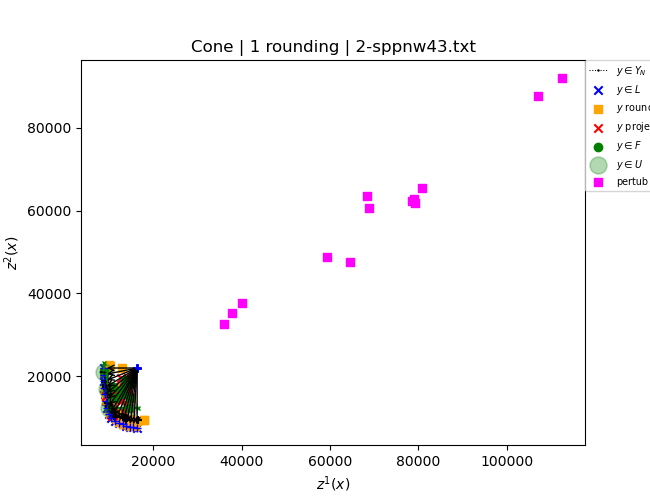 Cone | 1 rounding | 2-sppnw43.txt
80000
60000
40000
20000
z²(x)
20000 40000 60000 80000 100000
z¹(x)
y ∈ Y_N
y ∈ L
y roun
y proje
y ∈ F
y ∈ U
pertub